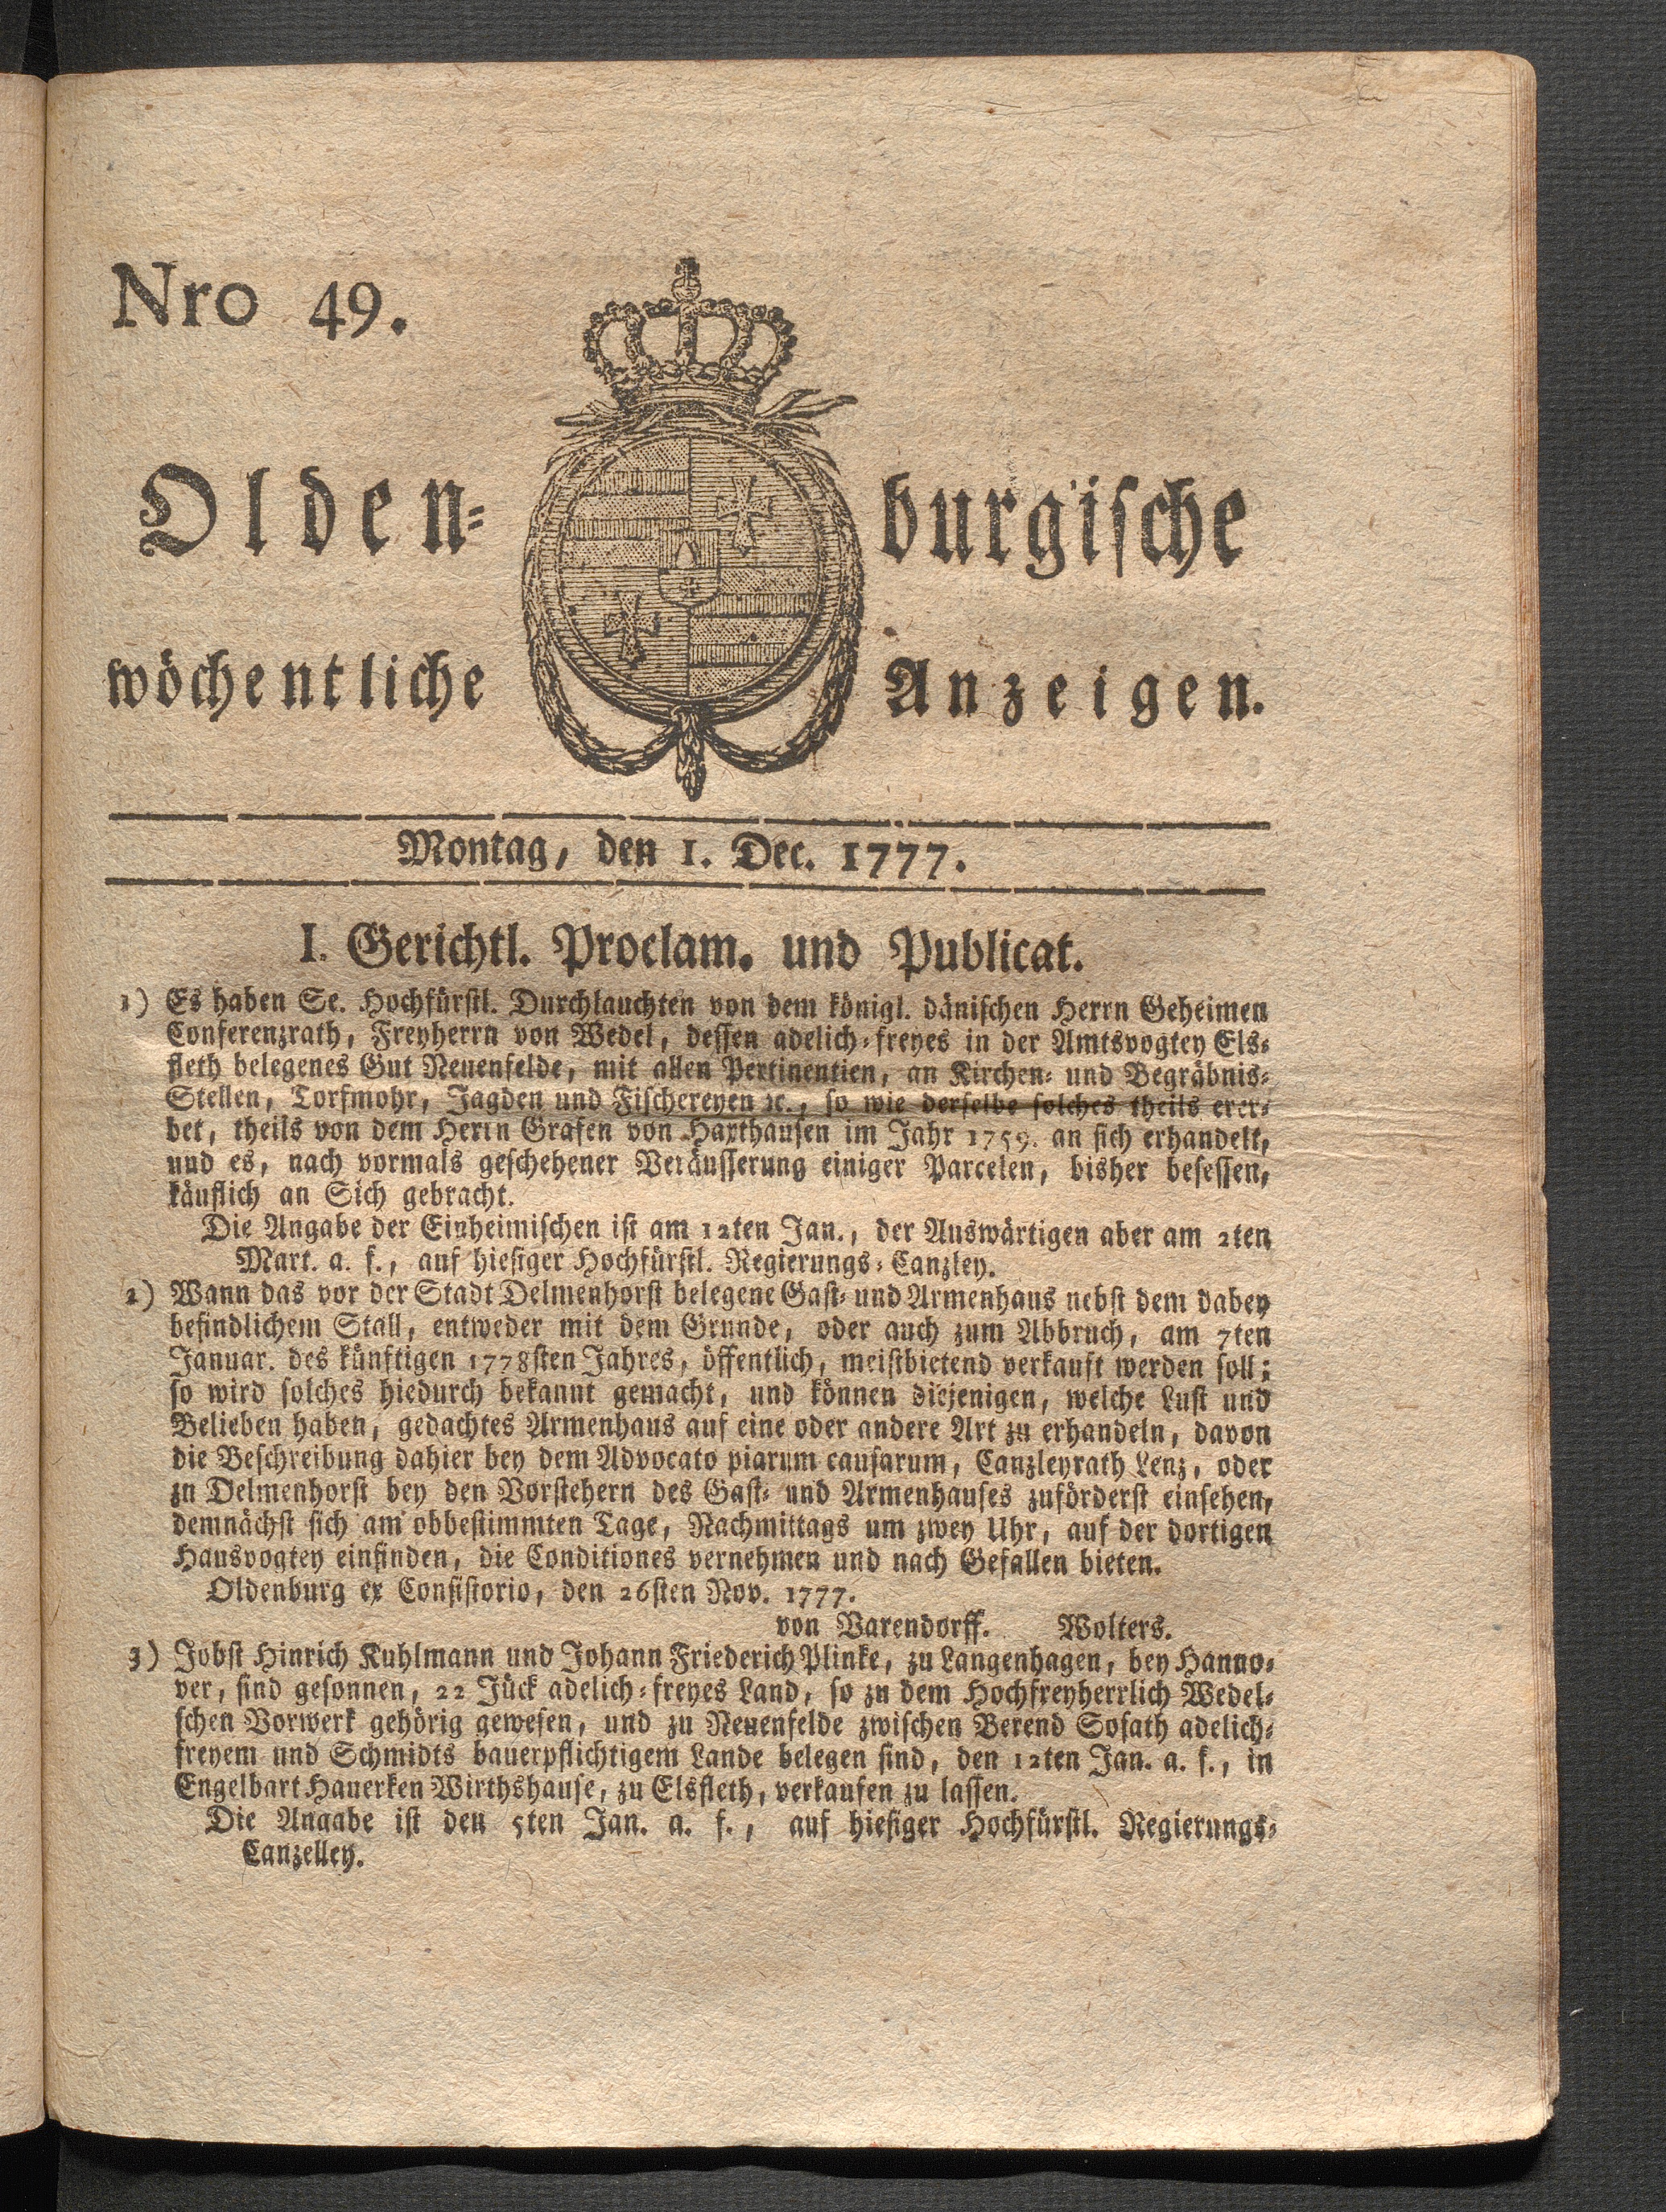 Nro 49.
Olden- burgische
wöchentliche Anzeigen.
Montag, den 1. Dec. 1777.
I. Gerichtl. Proclam. und Publicat.
1) Es haben Se. Hochfürstl. Durchlauchten von dem königl. dänischen Herrn Geheimen
Conferenzrath, Freyherrn von Wedel, dessen adelich-freyes in der Amtsvogtey Els-
fleth belegenes Gut Neuenfelde, mit allen Pertinentien, an Kirchen- und Begräbnis-
Stellen, Torfmohr, Jagden und Fischereyen ꝛc., so wie derselbe solches theils erer-
bet, theils von dem Herrn Grafen von Haxthausen im Jahr 1759. an sich erhandelt,
und es, nach vormals geschehener Veräusserung einiger Parcelen, bisher besessen,
käuflich an Sich gebracht.
Die Angabe der Einheimischen ist am 12ten Jan., der Auswärtigen aber am 2ten
Mart. a. f., auf hiesiger Hochfürstl. Regierungs-Canzley.
2) Wann das vor der Stadt Delmenhorst belegene Gast- und Armenhaus nebst dem dabey
befindlichem Stall, entweder mit dem Grunde, oder auch zum Abbruch, am 7ten
Januar. des künftigen 1778sten Jahres, öffentlich, meistbietend verkauft werden soll;
so wird solches hiedurch bekannt gemacht, und können diejenigen, welche Lust und
Belieben haben, gedachtes Armenhaus auf eine oder andere Art zu erhandeln, davon
die Beschreibung dahier bey dem Advocato piarum causarum, Canzleyrath Lenz, oder
zu Delmenhorst bey den Vorstehern des Gast- und Armenhauses zuförderst einsehen,
demnächst sich am obbestimmten Tage, Nachmittags um zwey Uhr, auf der dortigen
Hausvogtey einfinden, die Conditiones vernehmen und nach Gefallen bieten.
Oldenburg ex Consistorio, den 26sten Nov. 1777.
von Varendorff. Wolters.
3) Jobst Hinrich Kuhlmann und Johann Friederich Plinke, zu Langenhagen, bey Hanno-
ver, sind gesonnen, 22 Jück adelich-freyes Land, so zu dem Hochfreyherrlich Wedel-
schen Vorwerk gehörig gewesen, und zu Neuenfelde zwischen Berend Sosath adelich-
freyem und Schmidts bauerpflichtigem Lande belegen sind, den 12ten Jan. a. f., in
Engelbart Hauerken Wirthshause, zu Elsfleth, verkaufen zu lassen.
Die Angabe ist den 5ten Jan. a. f., auf hiesiger Hochfürstl. Regierungs-
Canzelley.